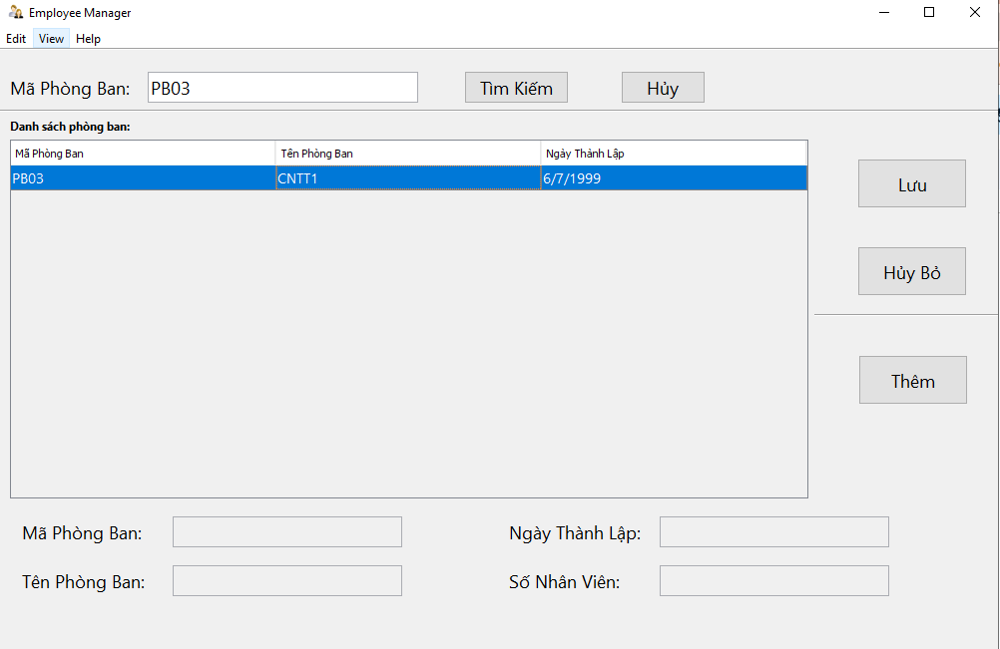 Employee Manager
Edit View Help
Mã Phòng Ban: PB03 Tìm Kiếm Hủy
Danh sách phòng ban:
Mã Phòng Ban Tên Phòng Ban Ngày Thành Lập
PB03 CNTT1 6/7/1999
Lưu
Hủy Bỏ
Thêm
Mã Phòng Ban: Ngày Thành Lập:
Tên Phòng Ban: Số Nhân Viên: